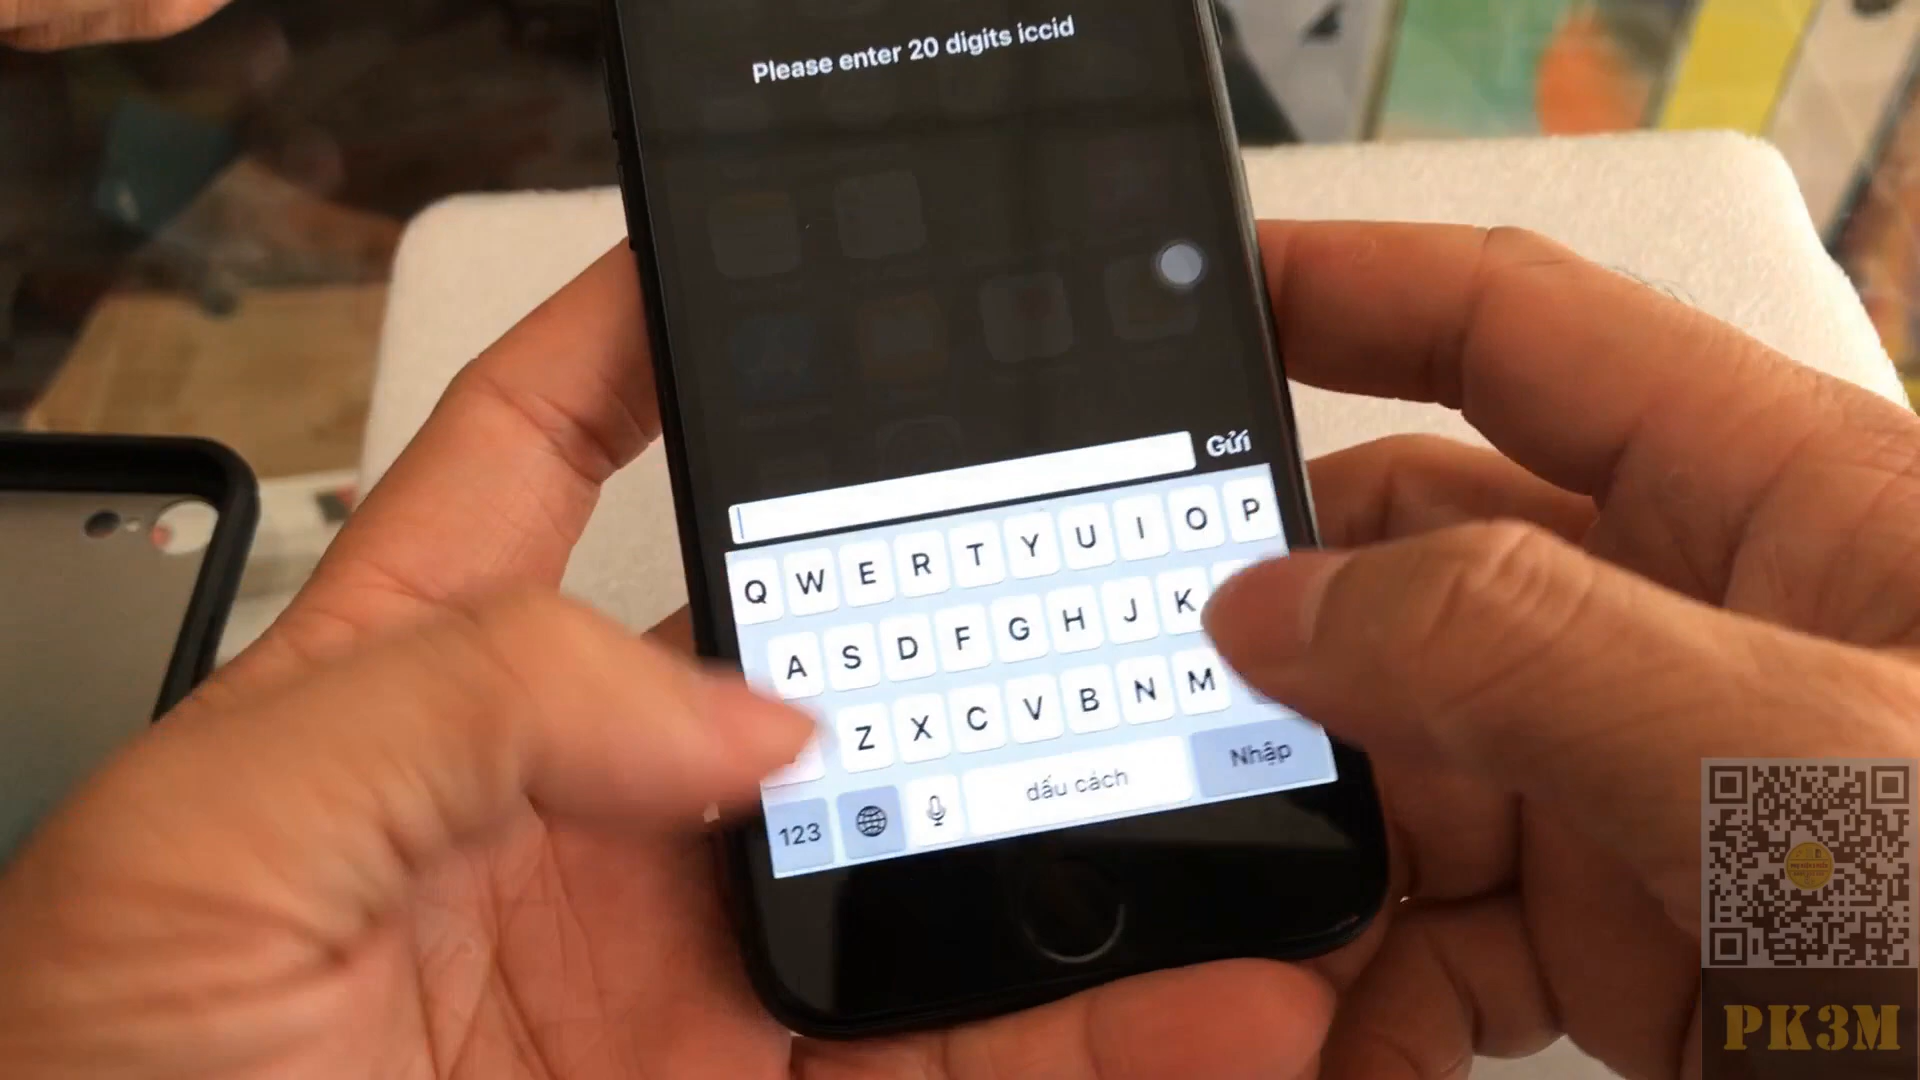 Please enter 20 digits iccid
Gửi
Q W E R T Y U I O P
A S D F G H J K
Z X C V B N M
123 dấu cách Nhập
PK3M